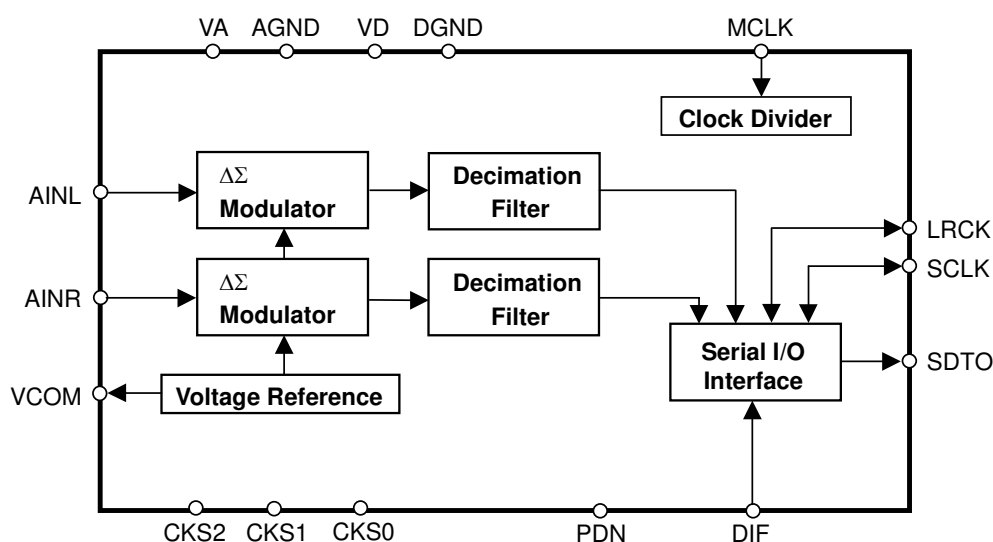 VA AGND VD DGND MCLK
Clock Divider
AINL
ΔΣ
Modulator
Decimation
Filter
LRCK
SCLK
AINR
ΔΣ
Modulator
Decimation
Filter
Serial I/O
Interface
SDTO
VCOM
Voltage Reference
CKS2 CKS1 CKS0 PDN DIF